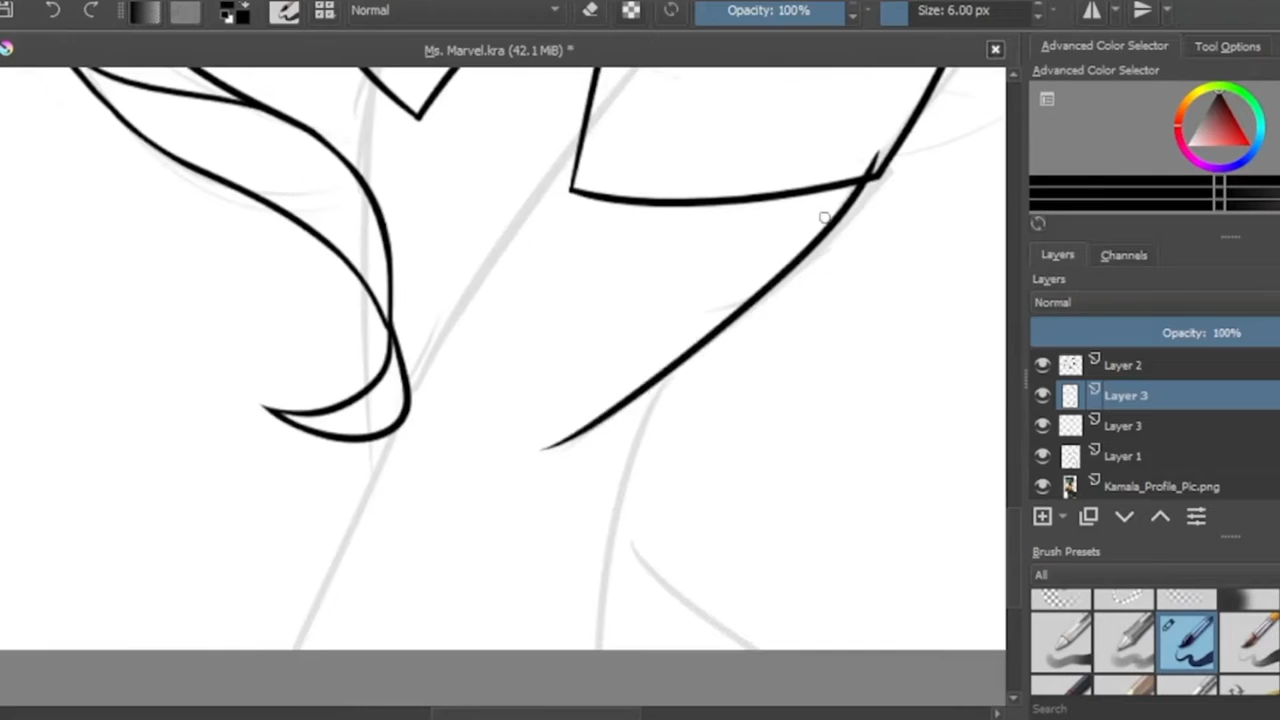 Normal
Opacity: 100%
Size: 6.00 px
Ms. Marvel.kra (42.1 MiB) *
Advanced Color Selector
Tool Options
Advanced Color Selector
Layers
Channels
Layers
Normal
Opacity: 100%
Layer 2
Layer 3
Layer 3
Layer 1
Kamala_Profile_Pic.png
Brush Presets
All
Search